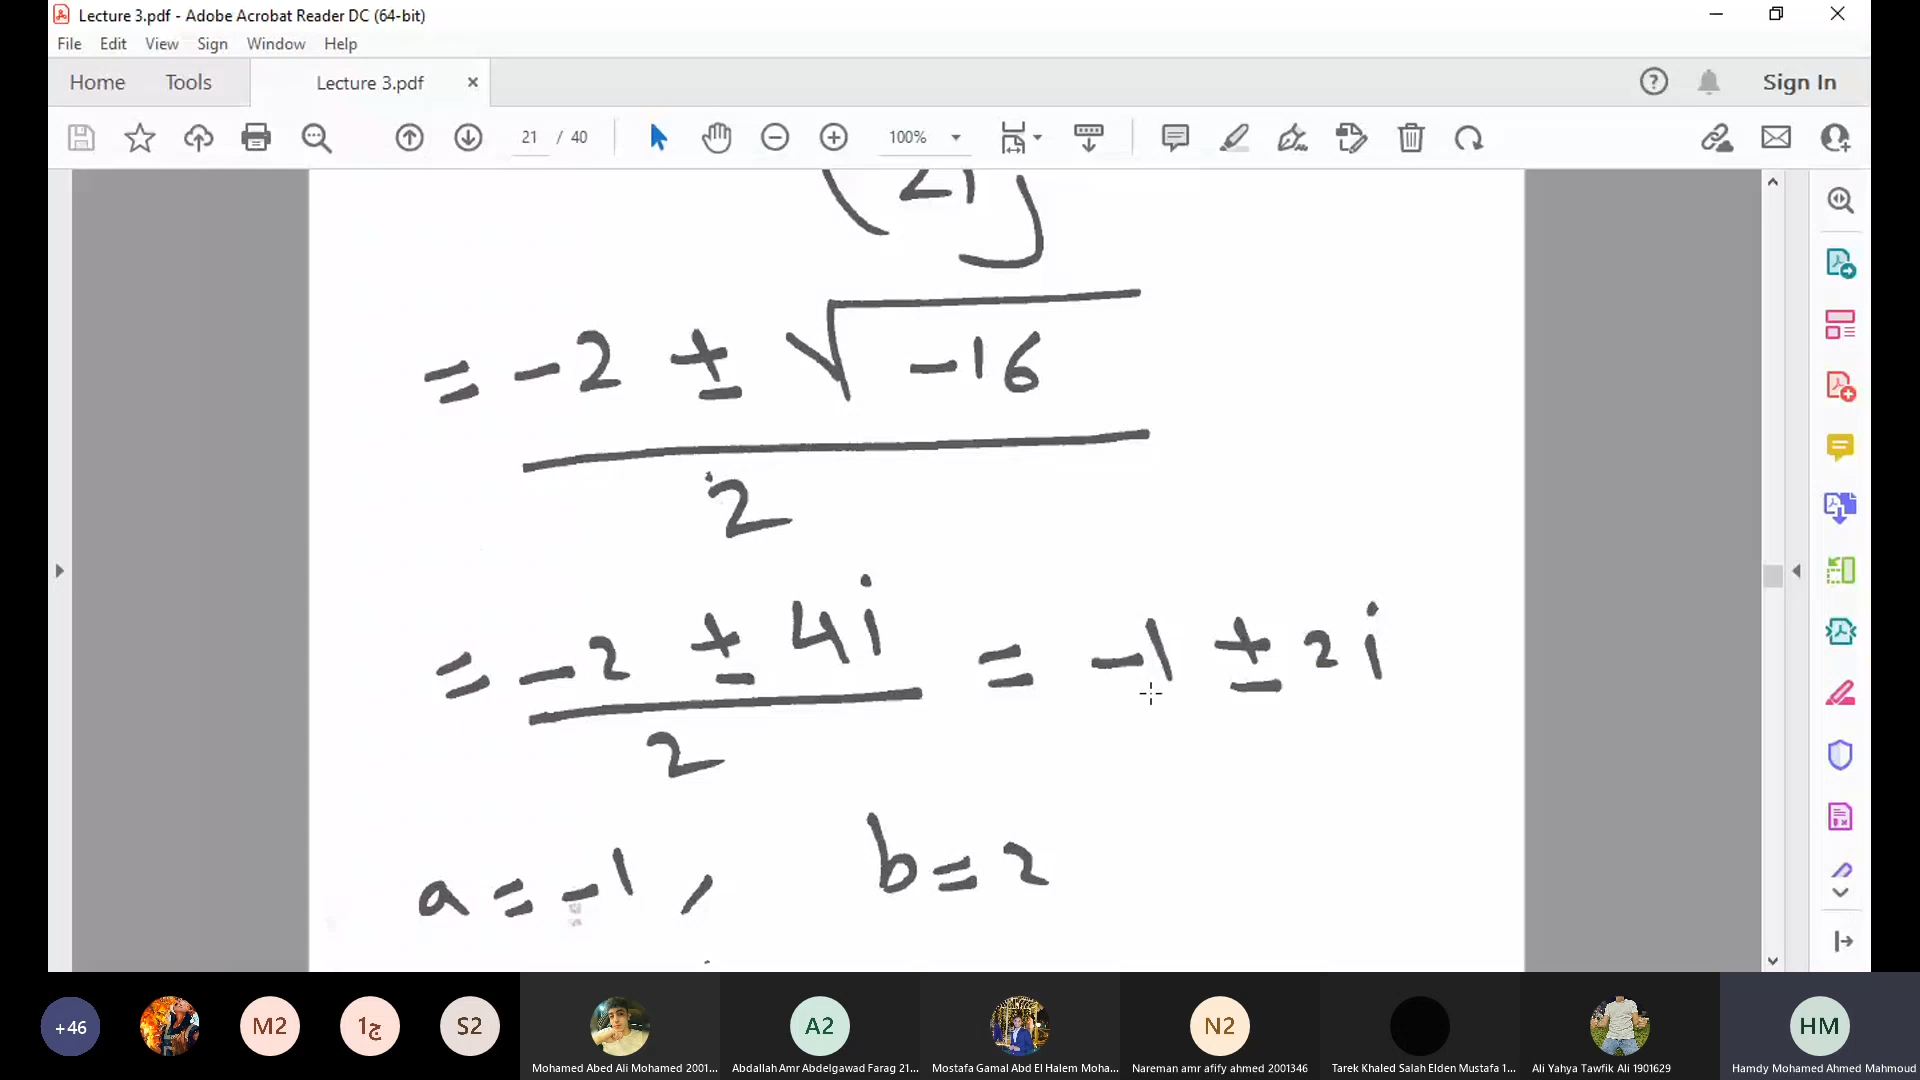 Lecture 3.pdf - Adobe Acrobat Reader DC (64-bit)
File Edit View Sign Window Help
Home Tools Lecture 3.pdf × Sign In
21 / 40 100%
(21)
= -2 ± √-16
2
= -2 ± 4i = -1 ± 2i
2
a = -1 , b = 2
+46 M2 ج1 S2 A2 N2 HM
Mohamed Abed Ali Mohamed 2001... Abdallah Amr Abdelgawad Farag 21... Mostafa Gamal Abd El Halem Moha... Nareman amr afify ahmed 2001346 Tarek Khaled Salah Elden Mustafa 1... Ali Yahya Tawfik Ali 1901629 Hamdy Mohamed Ahmed Mahmoud